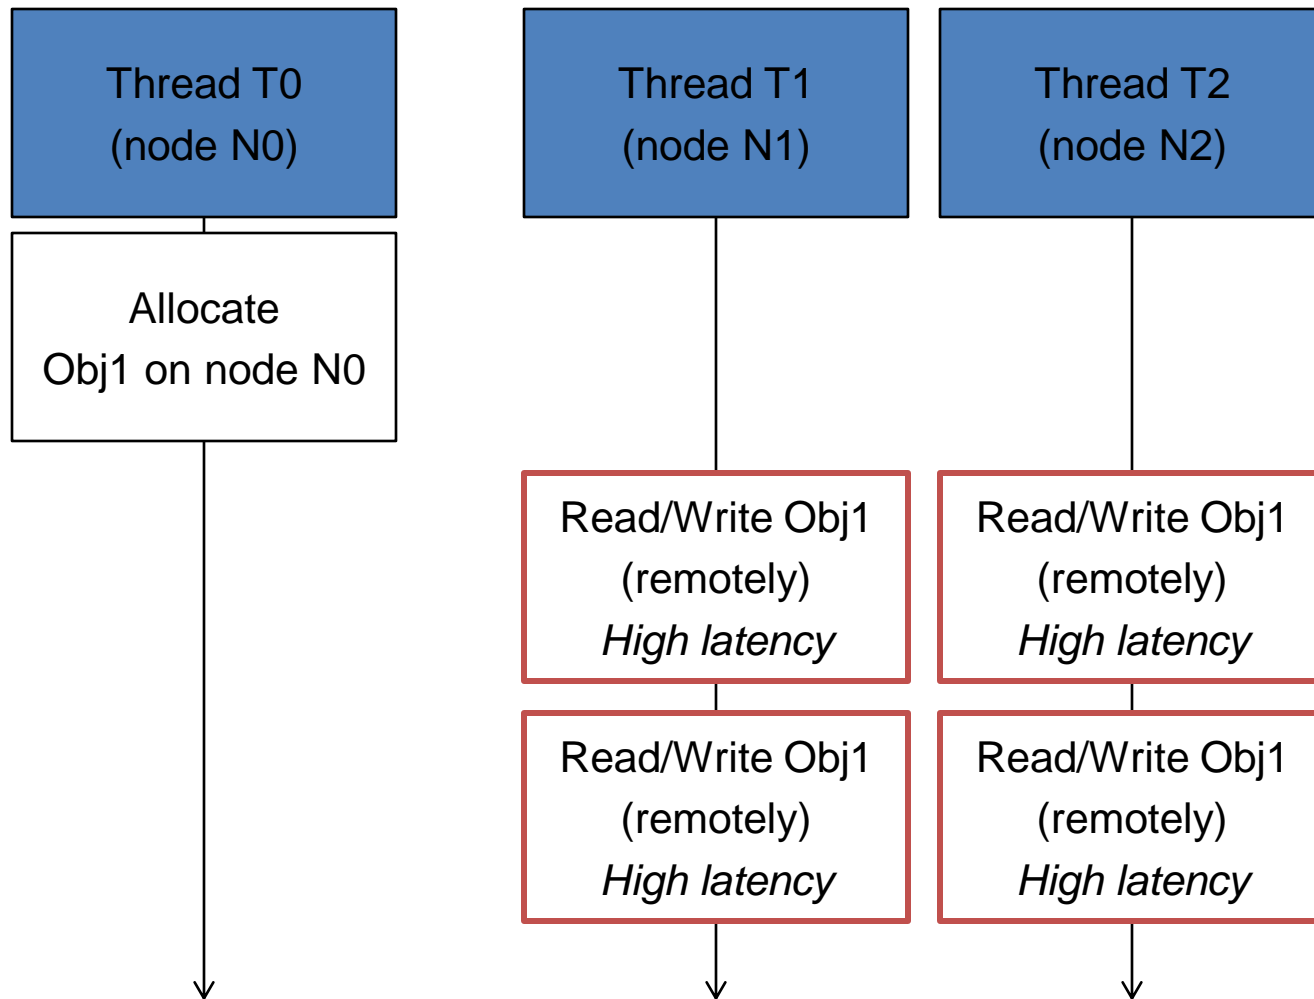 Thread T0
(node N0)
Thread T1
(node N1)
Thread T2
(node N2)
Allocate
Obj1 on node N0
Read/Write Obj1
(remotely)
High latency
Read/Write Obj1
(remotely)
High latency
Read/Write Obj1
(remotely)
High latency
Read/Write Obj1
(remotely)
High latency